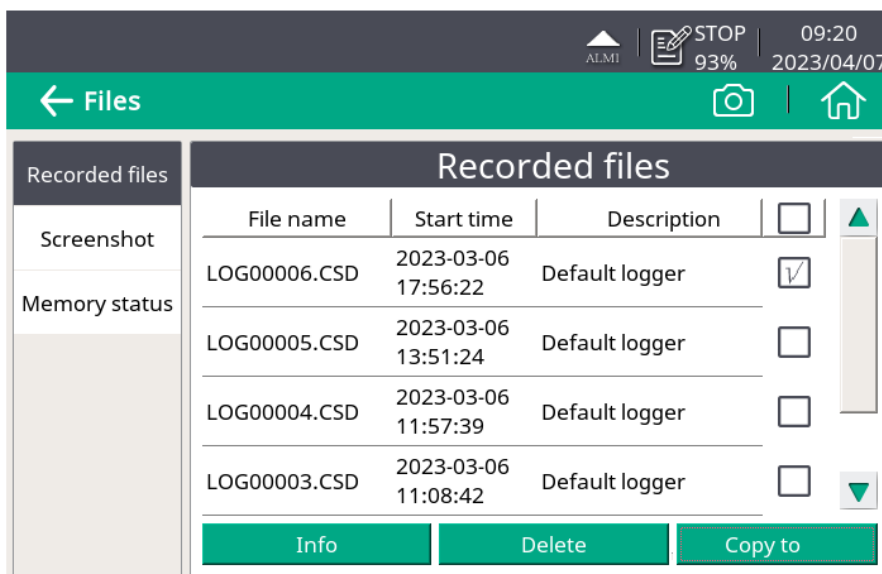 ALMI
STOP
93%
09:20
2023/04/07
Files
Recorded files
Screenshot
Memory status
Recorded files
File name Start time Description
LOG00006.CSD 2023-03-06 17:56:22 Default logger
LOG00005.CSD 2023-03-06 13:51:24 Default logger
LOG00004.CSD 2023-03-06 11:57:39 Default logger
LOG00003.CSD 2023-03-06 11:08:42 Default logger
Info Delete Copy to